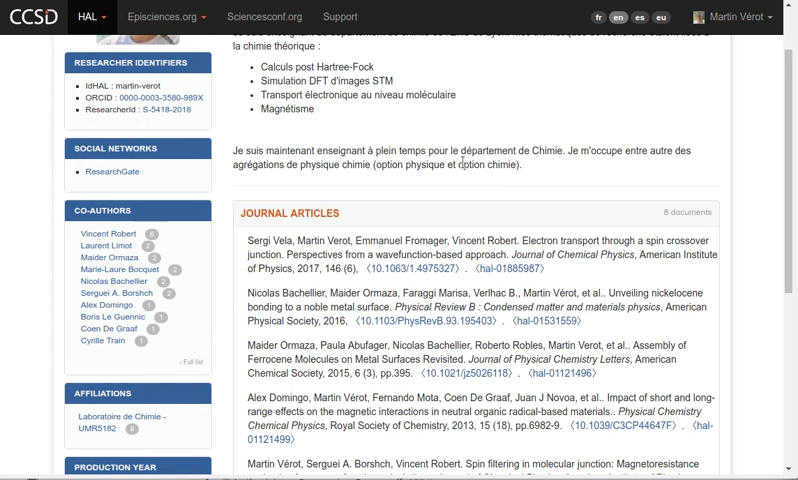 CCSD HAL Episciences.org Sciencesconf.org Support fr en es eu Martin Vérot
la chimie théorique :
Calculs post Hartree-Fock
Simulation DFT d'images STM
Transport électronique au niveau moléculaire
Magnétisme
Je suis maintenant enseignant à plein temps pour le département de Chimie. Je m'occupe entre autre des
agrégations de physique chimie (option physique et option chimie).
RESEARCHER IDENTIFIERS
IdHAL : martin-verot
ORCID : 0000-0003-3580-989X
ResearcherId : S-5418-2018
SOCIAL NETWORKS
ResearchGate
CO-AUTHORS
Vincent Robert 6
Laurent Limot 2
Maider Ormaza 2
Marie-Laure Bocquet 2
Nicolas Bachellier 2
Serguei A. Borshch 2
Alex Domingo 1
Boris Le Guennic 1
Coen De Graaf 1
Cyrille Train 1
› Full list
AFFILIATIONS
Laboratoire de Chimie -
UMR5182 8
PRODUCTION YEAR
JOURNAL ARTICLES 8 documents
Sergi Vela, Martin Verot, Emmanuel Fromager, Vincent Robert. Electron transport through a spin crossover
junction. Perspectives from a wavefunction-based approach. Journal of Chemical Physics, American Institute
of Physics, 2017, 146 (6), 〈10.1063/1.4975327〉. 〈hal-01885987〉
Nicolas Bachellier, Maider Ormaza, Faraggi Marisa, Verlhac B., Martin Vérot, et al.. Unveiling nickelocene
bonding to a noble metal surface. Physical Review B : Condensed matter and materials physics, American
Physical Society, 2016, 〈10.1103/PhysRevB.93.195403〉. 〈hal-01531559〉
Maider Ormaza, Paula Abufager, Nicolas Bachellier, Roberto Robles, Martin Verot, et al.. Assembly of
Ferrocene Molecules on Metal Surfaces Revisited. Journal of Physical Chemistry Letters, American
Chemical Society, 2015, 6 (3), pp.395. 〈10.1021/jz5026118〉. 〈hal-01121496〉
Alex Domingo, Martin Vérot, Fernando Mota, Coen De Graaf, Juan J Novoa, et al.. Impact of short and long-
range effects on the magnetic interactions in neutral organic radical-based materials.. Physical Chemistry
Chemical Physics, Royal Society of Chemistry, 2013, 15 (18), pp.6982-9. 〈10.1039/C3CP44647F〉. 〈hal-
01121499〉
Martin Vérot, Serguei A. Borshch, Vincent Robert. Spin filtering in molecular junction: Magnetoresistance